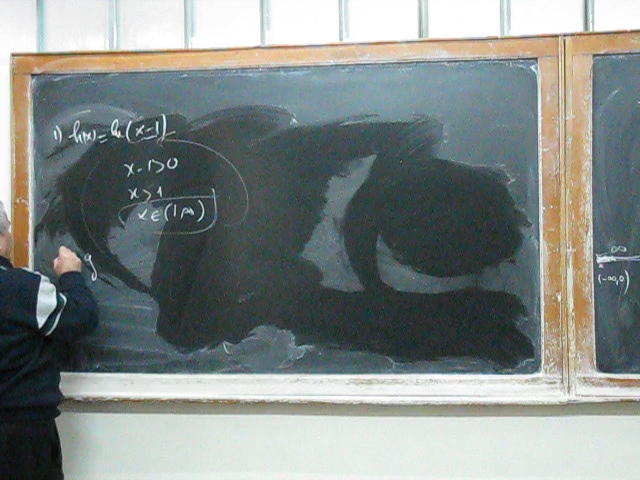 1) h(x) = ln(x-1)
x-1>0
x>1
x∈(1,∞)
g
∞
(-∞,0)